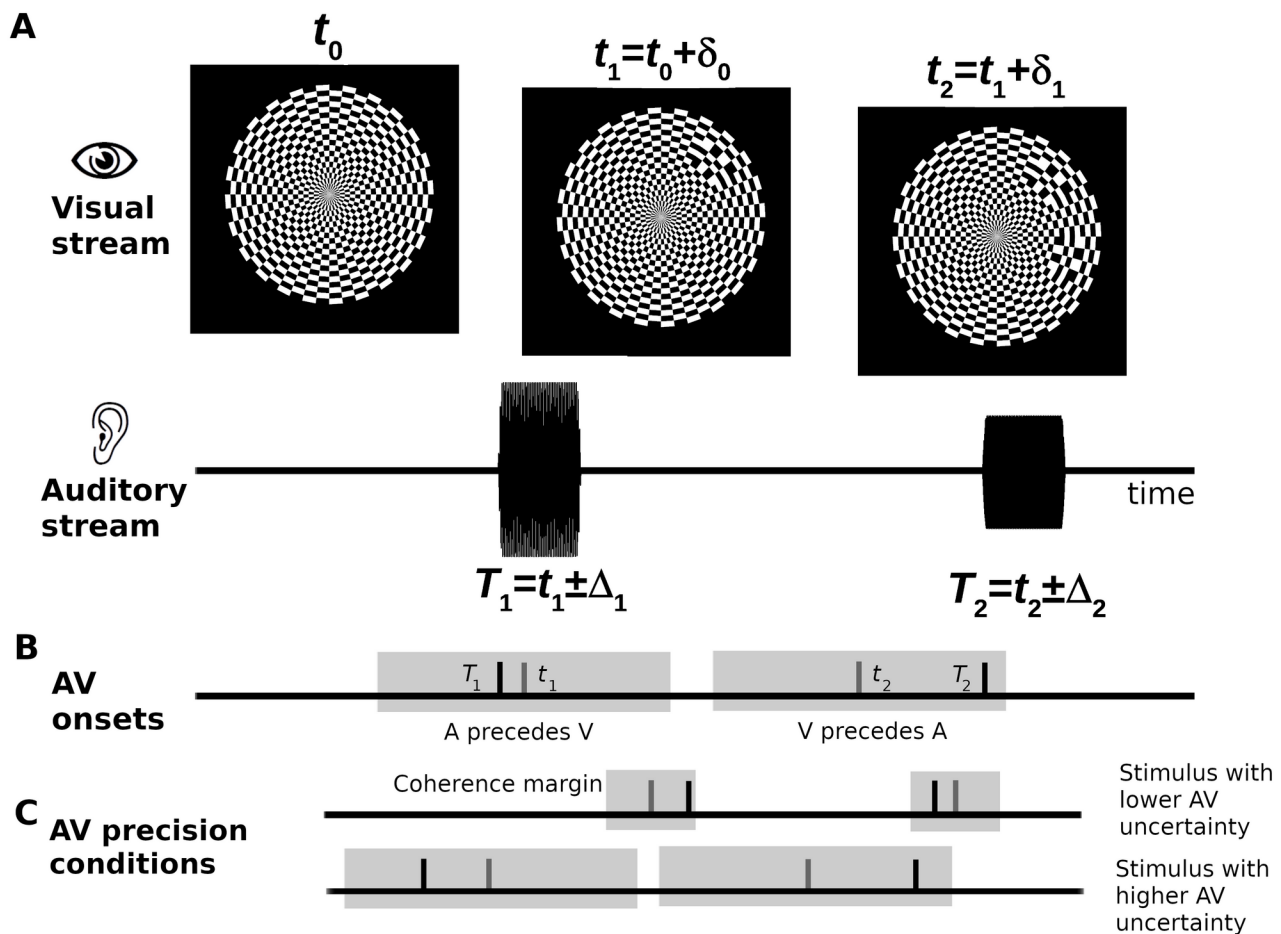 A
t0
t1=t0+δ0
t2=t1+δ1
Visual
stream
Auditory
stream
time
T1=t1±Δ1
T2=t2±Δ2
B
AV
onsets
T1
t1
t2
T2
A precedes V
V precedes A
C
AV precision
conditions
Coherence margin
Stimulus with
lower AV
uncertainty
Stimulus with
higher AV
uncertainty